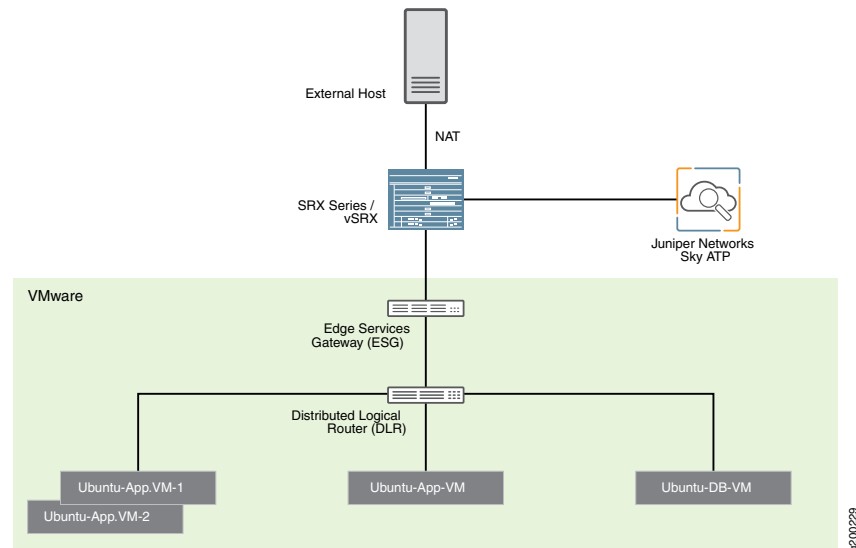 External Host
NAT
SRX Series /
vSRX
Juniper Networks
Sky ATP
VMware
Edge Services
Gateway (ESG)
Distributed Logical
Router (DLR)
Ubuntu-App.VM-1
Ubuntu-App-VM
Ubuntu-DB-VM
Ubuntu-App.VM-2